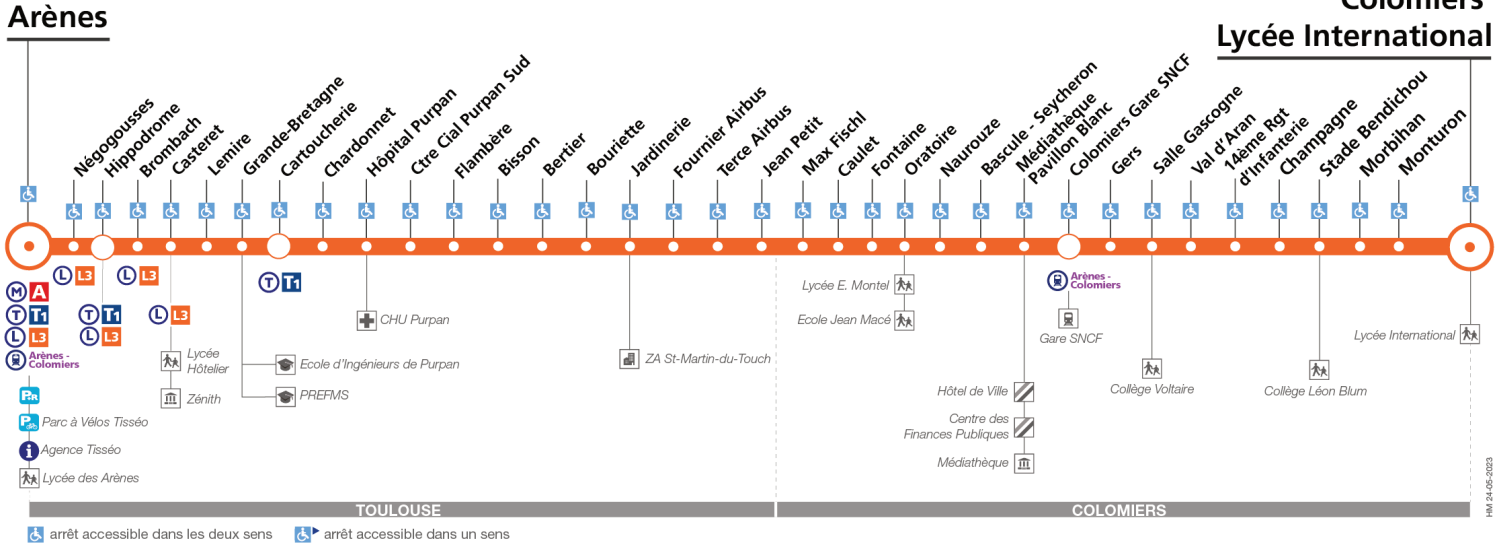 Arènes
Colomiers
Lycée International
Négogousses
Hippodrome
Brombach
Casteret
Lemire
Grande-Bretagne
Cartoucherie
Chardonnet
Hôpital Purpan
Ctre Cial Purpan Sud
Flambère
Bisson
Bertier
Bouriette
Jardinerie
Fournier Airbus
Terce Airbus
Jean Petit
Max Fischl
Caulet
Fontaine
Oratoire
Naurouze
Bascule - Seycheron
Médiathèque
Pavillon Blanc
Colomiers Gare SNCF
Gers
Salle Gascogne
Val d'Aran
14ème Rgt
d'Infanterie
Champagne
Stade Bendichou
Morbihan
Monturon
M A
T T1
L L3
Arènes -
Colomiers
P+R
Parc à Vélos Tisséo
Agence Tisséo
Lycée des Arènes
L L3
T T1
L L3
L L3
L L3
Lycée
Hôtelier
Zénith
Ecole d'Ingénieurs de Purpan
PREFMS
T T1
CHU Purpan
ZA St-Martin-du-Touch
Lycée E. Montel
Ecole Jean Macé
Hôtel de Ville
Centre des
Finances Publiques
Médiathèque
Arènes -
Colomiers
Gare SNCF
Collège Voltaire
Collège Léon Blum
Lycée International
TOULOUSE
COLOMIERS
arrêt accessible dans les deux sens
arrêt accessible dans un sens
HM 24-05-2023